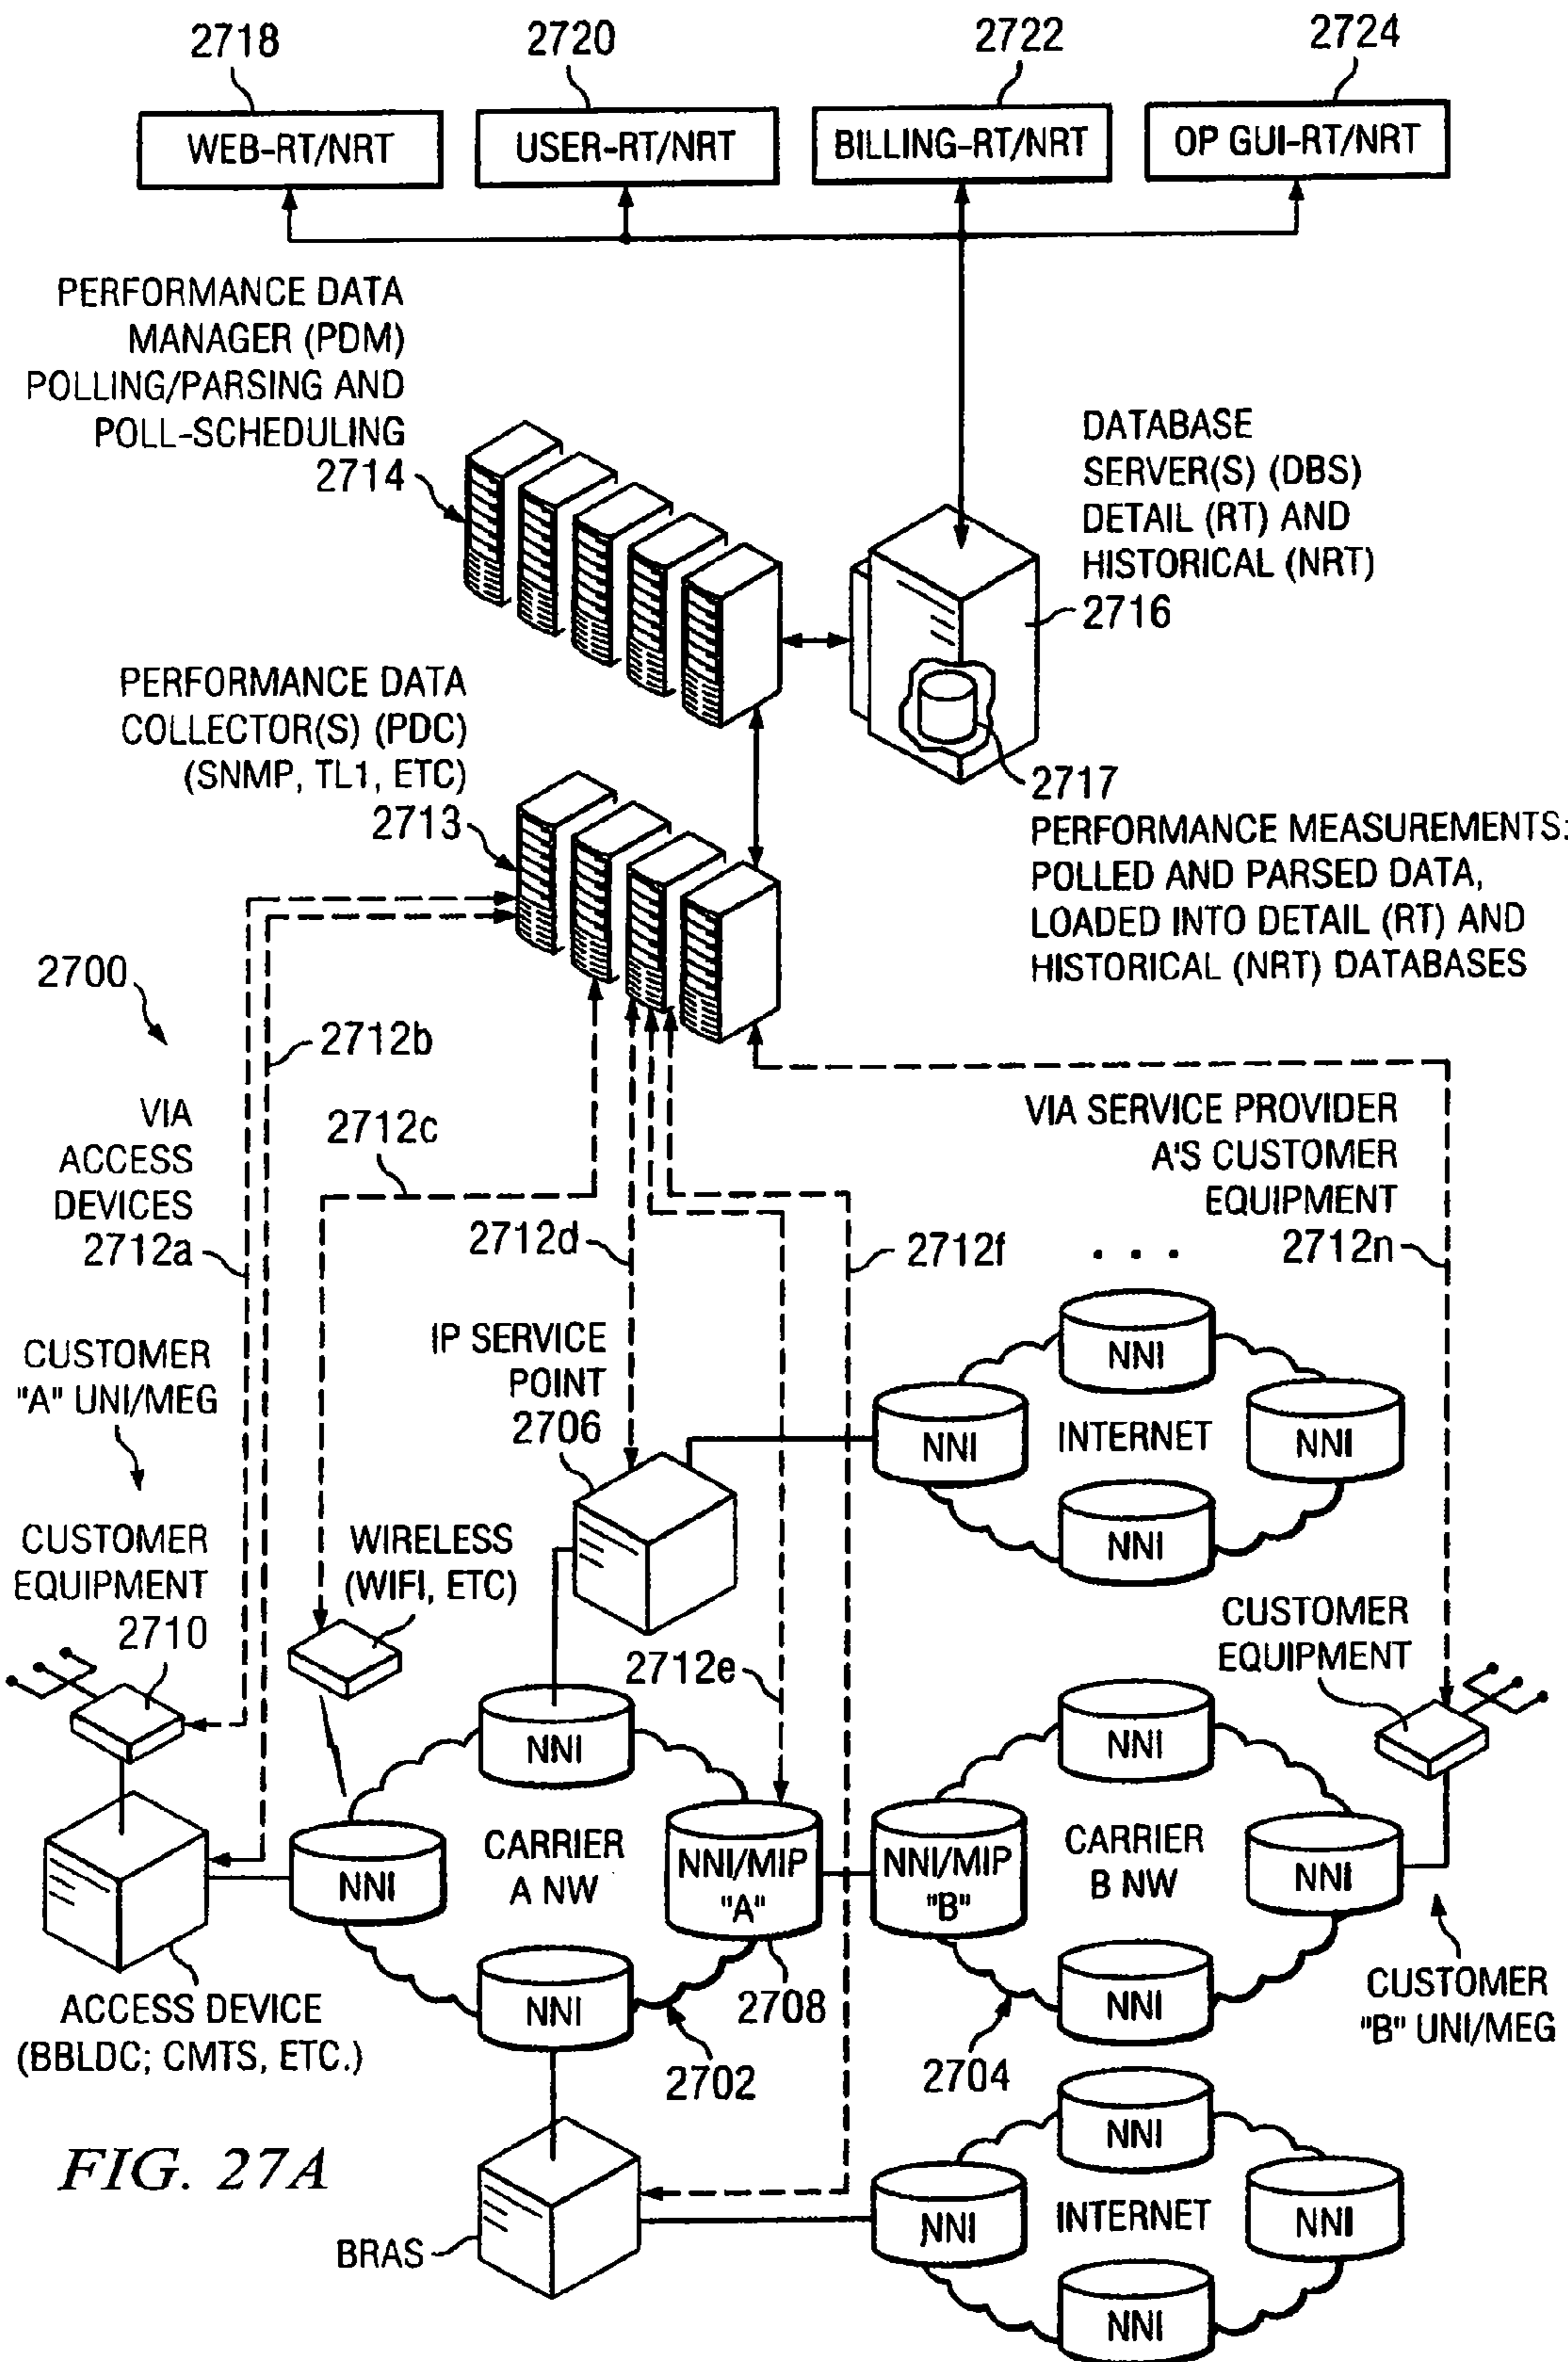 2718
2720
2722
2724
WEB-RT/NRT
USER-RT/NRT
BILLING-RT/NRT
OP GUI-RT/NRT
PERFORMANCE DATA
MANAGER (PDM)
POLLING/PARSING AND
POLL-SCHEDULING
2714
DATABASE
SERVER(S) (DBS)
DETAIL (RT) AND
HISTORICAL (NRT)
2716
PERFORMANCE DATA
COLLECTOR(S) (PDC)
(SNMP, TL1, ETC)
2713
2717
PERFORMANCE MEASUREMENTS:
POLLED AND PARSED DATA,
LOADED INTO DETAIL (RT) AND
HISTORICAL (NRT) DATABASES
2700
2712b
VIA
ACCESS
DEVICES
2712a
2712c
2712d
2712f
VIA SERVICE PROVIDER
A'S CUSTOMER
EQUIPMENT
2712n
. . .
CUSTOMER
"A" UNI/MEG
IP SERVICE
POINT
2706
NNI
NNI
INTERNET
NNI
NNI
CUSTOMER
EQUIPMENT
2710
WIRELESS
(WIFI, ETC)
2712e
CUSTOMER
EQUIPMENT
NNI
NNI
CARRIER
A NW
NNI/MIP
"A"
NNI
2708
2702
NNI
NNI/MIP
"B"
CARRIER
B NW
NNI
NNI
2704
CUSTOMER
"B" UNI/MEG
ACCESS DEVICE
(BBLDC; CMTS, ETC.)
BRAS
NNI
NNI
INTERNET
NNI
NNI
FIG. 27A